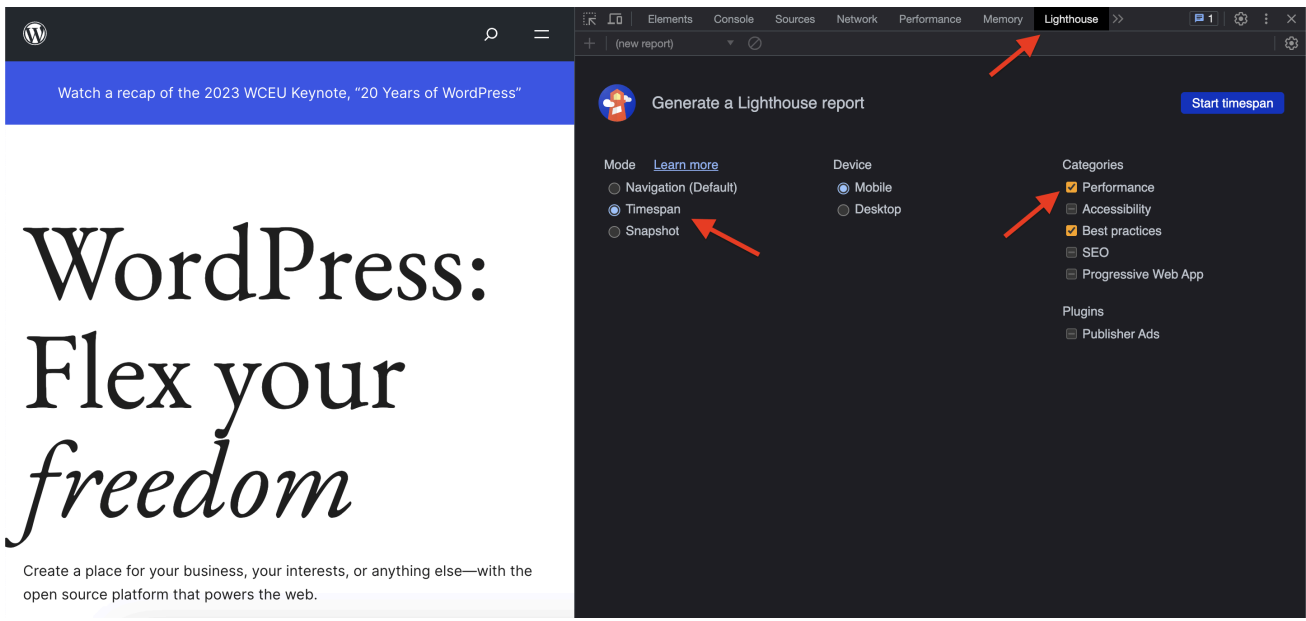 Watch a recap of the 2023 WCEU Keynote, “20 Years of WordPress”
WordPress:
Flex your
freedom
Create a place for your business, your interests, or anything else—with the
open source platform that powers the web.
Elements Console Sources Network Performance Memory Lighthouse 1
(new report)
Generate a Lighthouse report
Start timespan
Mode Learn more
Navigation (Default)
Timespan
Snapshot
Device
Mobile
Desktop
Categories
Performance
Accessibility
Best practices
SEO
Progressive Web App
Plugins
Publisher Ads